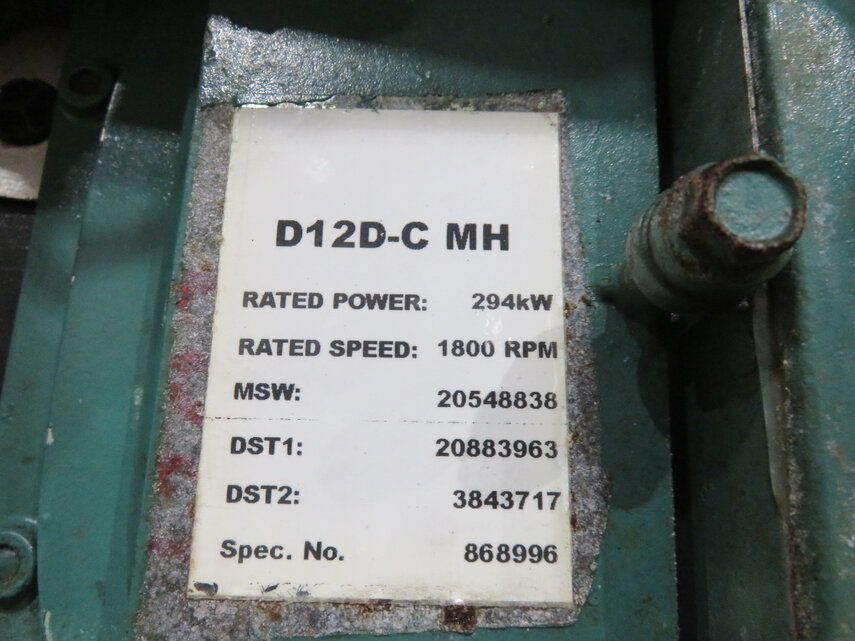 D12D-C MH
RATED POWER: 294kW
RATED SPEED: 1800 RPM
MSW: 20548838
DST1: 20883963
DST2: 3843717
Spec. No. 868996